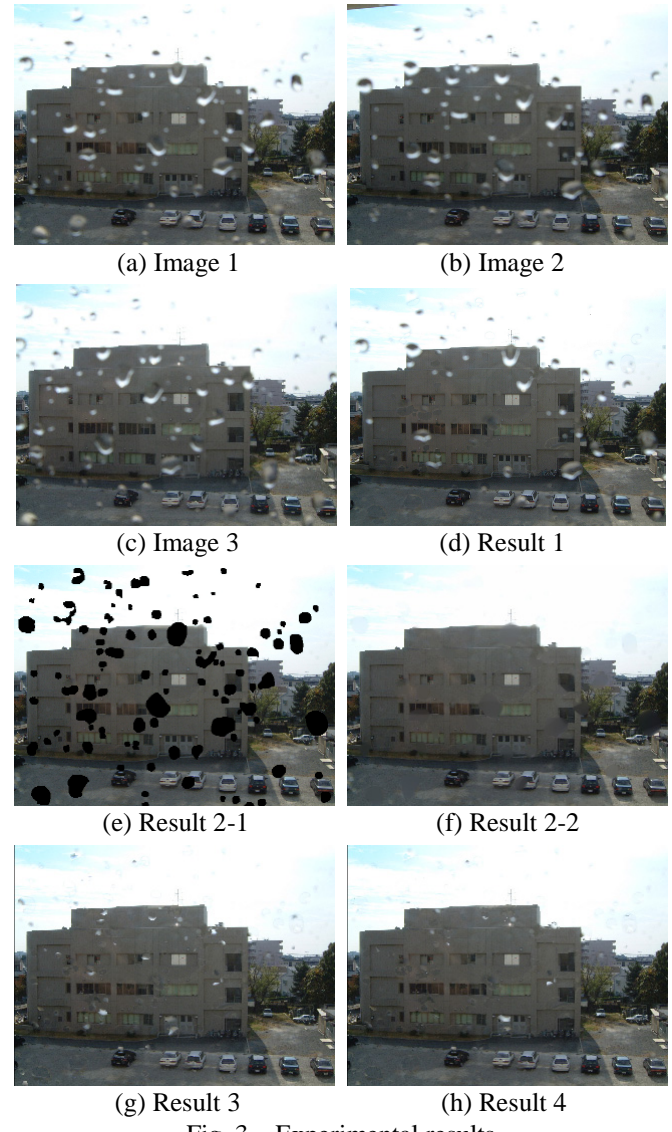 (a) Image 1
(b) Image 2
(c) Image 3
(d) Result 1
(e) Result 2-1
(f) Result 2-2
(g) Result 3
(h) Result 4
Fig. 3 Experimental results